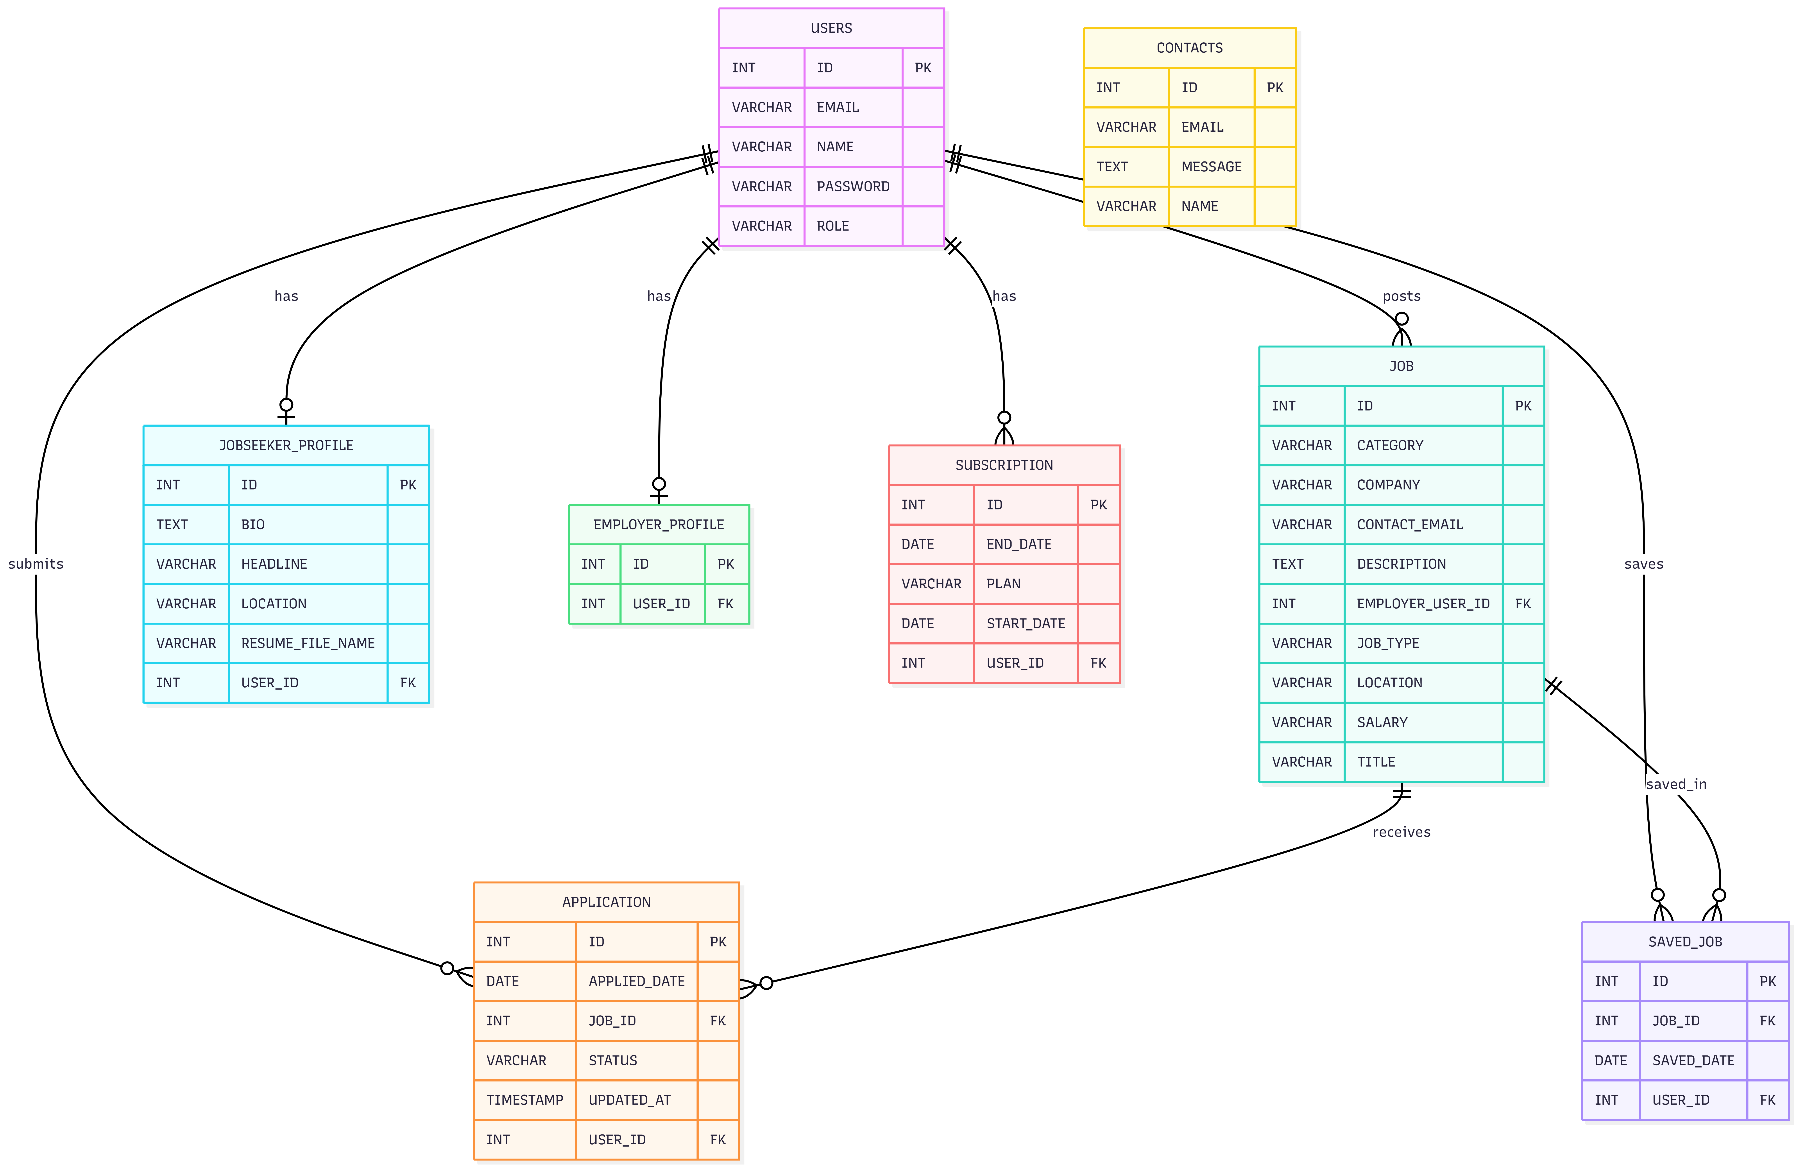 USERS
INT ID PK
VARCHAR EMAIL
VARCHAR NAME
VARCHAR PASSWORD
VARCHAR ROLE
CONTACTS
INT ID PK
VARCHAR EMAIL
TEXT MESSAGE
VARCHAR NAME
has
has
has
posts
submits
saves
JOBSEEKER_PROFILE
INT ID PK
TEXT BIO
VARCHAR HEADLINE
VARCHAR LOCATION
VARCHAR RESUME_FILE_NAME
INT USER_ID FK
EMPLOYER_PROFILE
INT ID PK
INT USER_ID FK
SUBSCRIPTION
INT ID PK
DATE END_DATE
VARCHAR PLAN
DATE START_DATE
INT USER_ID FK
JOB
INT ID PK
VARCHAR CATEGORY
VARCHAR COMPANY
VARCHAR CONTACT_EMAIL
TEXT DESCRIPTION
INT EMPLOYER_USER_ID FK
VARCHAR JOB_TYPE
VARCHAR LOCATION
VARCHAR SALARY
VARCHAR TITLE
saved_in
receives
APPLICATION
INT ID PK
DATE APPLIED_DATE
INT JOB_ID FK
VARCHAR STATUS
TIMESTAMP UPDATED_AT
INT USER_ID FK
SAVED_JOB
INT ID PK
INT JOB_ID FK
DATE SAVED_DATE
INT USER_ID FK